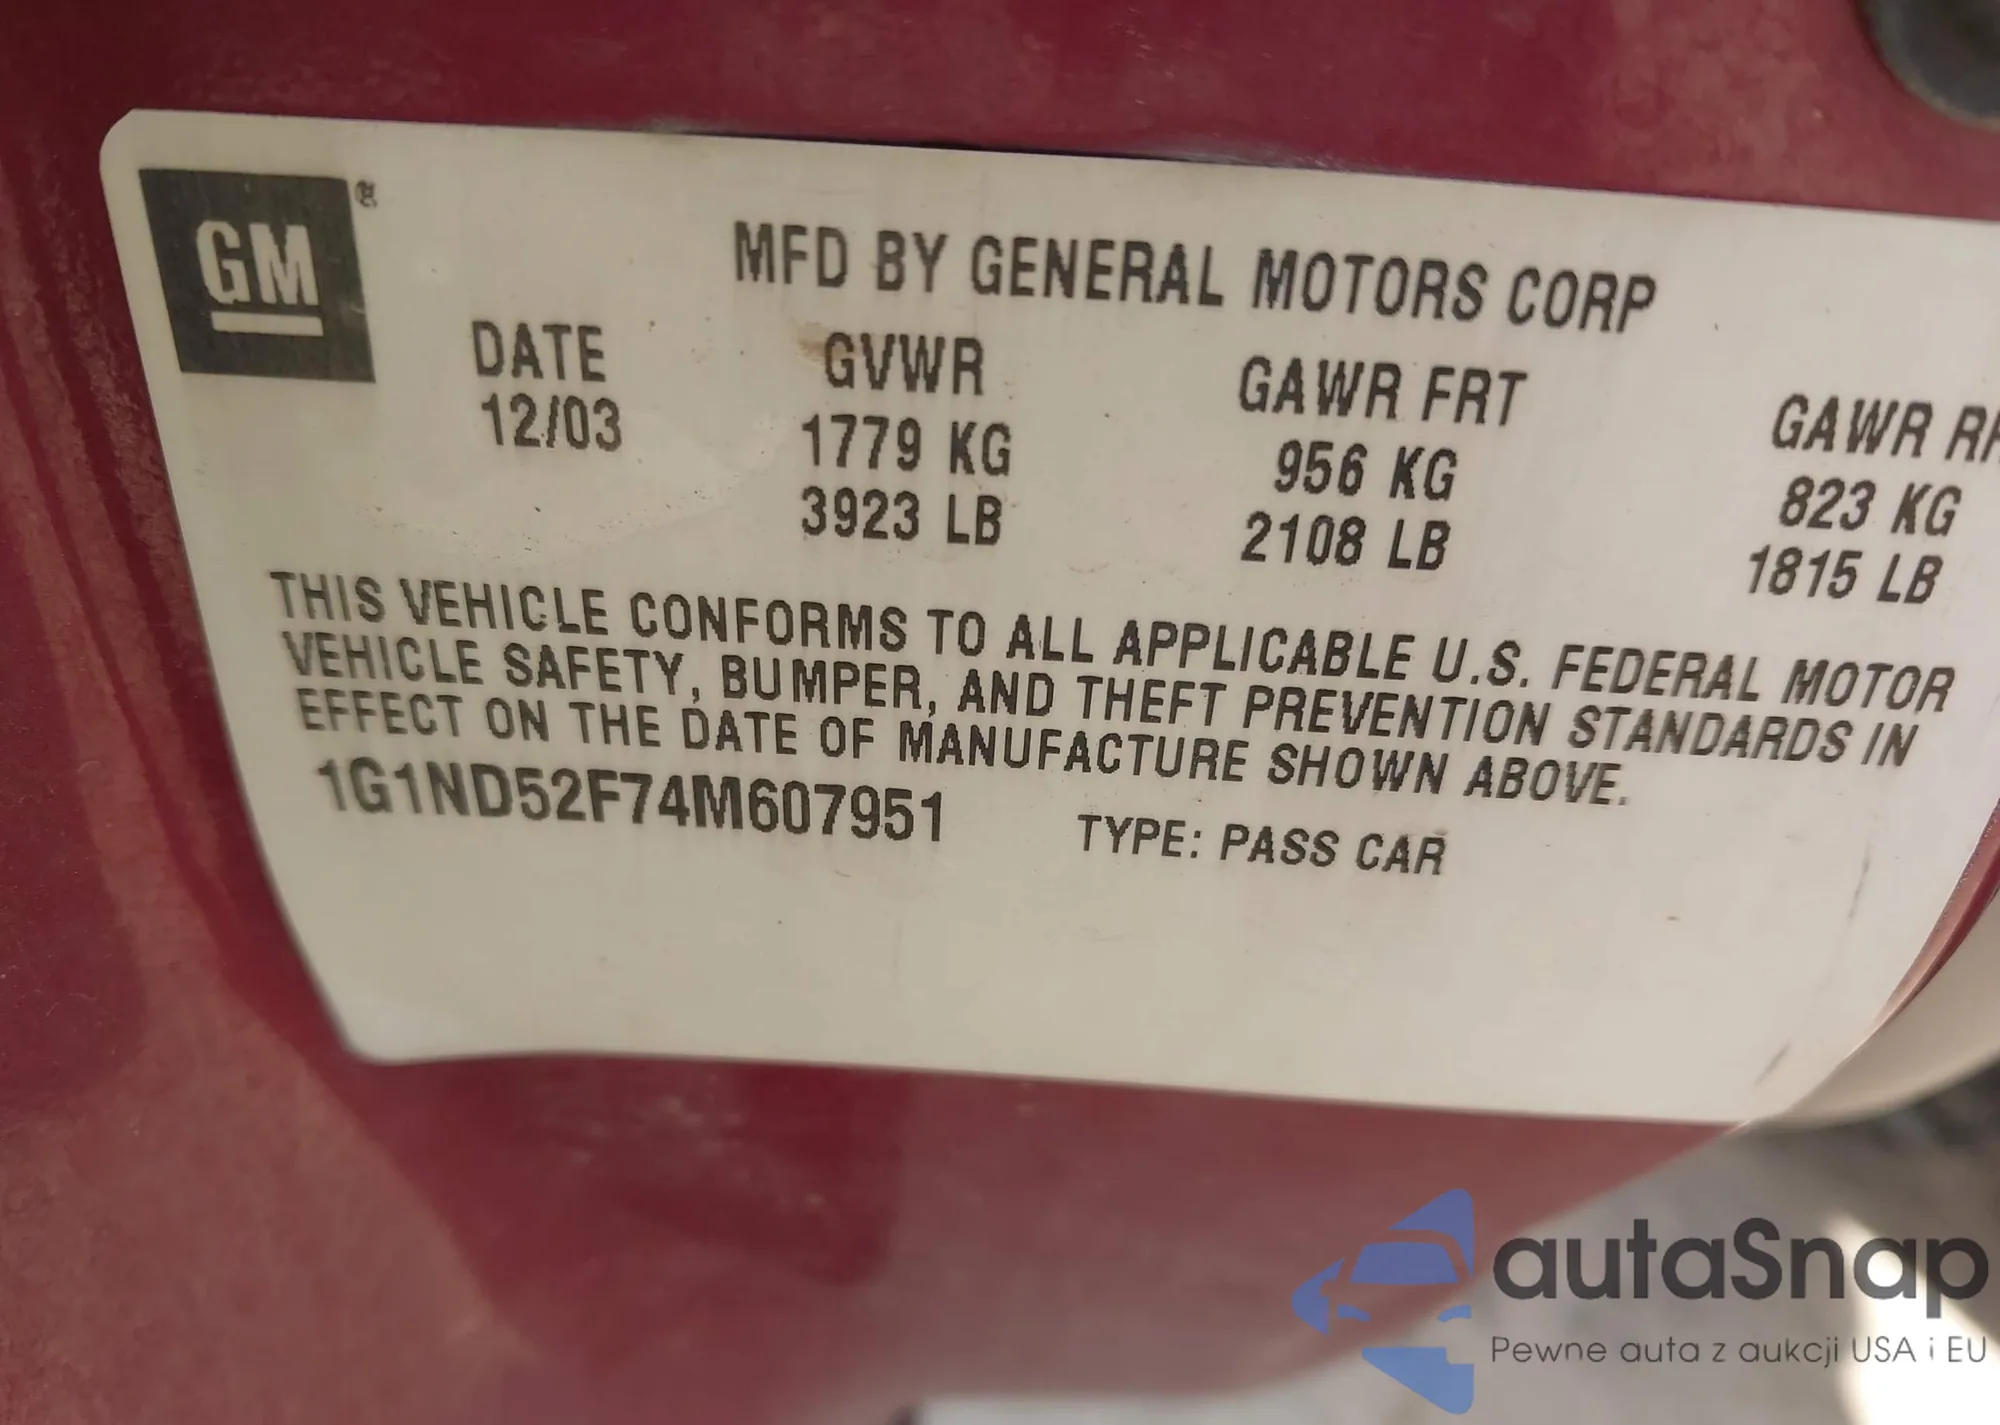 GM®
MFD BY GENERAL MOTORS CORP
DATE GVWR GAWR FRT GAWR
12/03 1779 KG 956 KG 823 KG
3923 LB 2108 LB 1815 LB
THIS VEHICLE CONFORMS TO ALL APPLICABLE U.S. FEDERAL MOTOR
VEHICLE SAFETY, BUMPER, AND THEFT PREVENTION STANDARDS IN
EFFECT ON THE DATE OF MANUFACTURE SHOWN ABOVE.
1G1ND52F74M607951 TYPE: PASS CAR
autaSnap
Pewne auta z aukcji USA i EU